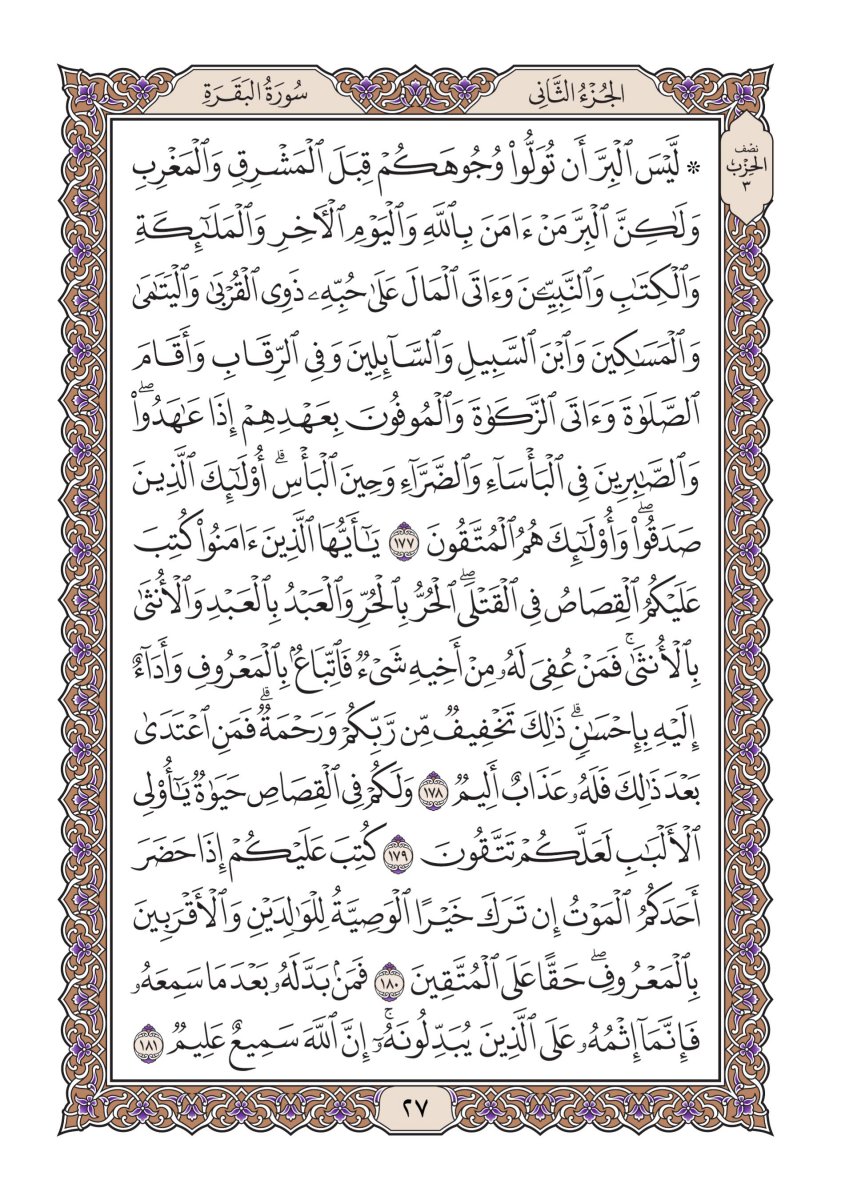 الجُزْءُ الثَّانِى
سُورَةُ البَقَرَةِ
نصف
الحِزْبُ
٣
* لَّيْسَ ٱلْبِرَّ أَن تُوَلُّوا۟ وُجُوهَكُمْ قِبَلَ ٱلْمَشْرِقِ وَٱلْمَغْرِبِ
وَلَـٰكِنَّ ٱلْبِرَّ مَنْ ءَامَنَ بِٱللَّهِ وَٱلْيَوْمِ ٱلْـَٔاخِرِ وَٱلْمَلَـٰٓئِكَةِ
وَٱلْكِتَـٰبِ وَٱلنَّبِيِّـۧنَ وَءَاتَى ٱلْمَالَ عَلَىٰ حُبِّهِۦ ذَوِى ٱلْقُرْبَىٰ وَٱلْيَتَـٰمَىٰ
وَٱلْمَسَـٰكِينَ وَٱبْنَ ٱلسَّبِيلِ وَٱلسَّآئِلِينَ وَفِى ٱلرِّقَابِ وَأَقَامَ
ٱلصَّلَوٰةَ وَءَاتَى ٱلزَّكَوٰةَ وَٱلْمُوفُونَ بِعَهْدِهِمْ إِذَا عَـٰهَدُوا۟ ۖ
وَٱلصَّـٰبِرِينَ فِى ٱلْبَأْسَآءِ وَٱلضَّرَّآءِ وَحِينَ ٱلْبَأْسِ ۗ أُو۟لَـٰٓئِكَ ٱلَّذِينَ
صَدَقُوا۟ ۖ وَأُو۟لَـٰٓئِكَ هُمُ ٱلْمُتَّقُونَ ١٧٧ يَـٰٓأَيُّهَا ٱلَّذِينَ ءَامَنُوا۟ كُتِبَ
عَلَيْكُمُ ٱلْقِصَاصُ فِى ٱلْقَتْلَى ۖ ٱلْحُرُّ بِٱلْحُرِّ وَٱلْعَبْدُ بِٱلْعَبْدِ وَٱلْأُنثَىٰ
بِٱلْأُنثَىٰ ۚ فَمَنْ عُفِىَ لَهُۥ مِنْ أَخِيهِ شَىْءٌ فَٱتِّبَاعٌۢ بِٱلْمَعْرُوفِ وَأَدَآءٌ
إِلَيْهِ بِإِحْسَـٰنٍ ۗ ذَٰلِكَ تَخْفِيفٌ مِّن رَّبِّكُمْ وَرَحْمَةٌ ۗ فَمَنِ ٱعْتَدَىٰ
بَعْدَ ذَٰلِكَ فَلَهُۥ عَذَابٌ أَلِيمٌ ١٧٨ وَلَكُمْ فِى ٱلْقِصَاصِ حَيَوٰةٌ يَـٰٓأُو۟لِى
ٱلْأَلْبَـٰبِ لَعَلَّكُمْ تَتَّقُونَ ١٧٩ كُتِبَ عَلَيْكُمْ إِذَا حَضَرَ
أَحَدَكُمُ ٱلْمَوْتُ إِن تَرَكَ خَيْرًا ٱلْوَصِيَّةُ لِلْوَٰلِدَيْنِ وَٱلْأَقْرَبِينَ
بِٱلْمَعْرُوفِ ۖ حَقًّا عَلَى ٱلْمُتَّقِينَ ١٨٠ فَمَنۢ بَدَّلَهُۥ بَعْدَ مَا سَمِعَهُۥ
فَإِنَّمَآ إِثْمُهُۥ عَلَى ٱلَّذِينَ يُبَدِّلُونَهُۥٓ ۚ إِنَّ ٱللَّهَ سَمِيعٌ عَلِيمٌ ١٨١
٢٧